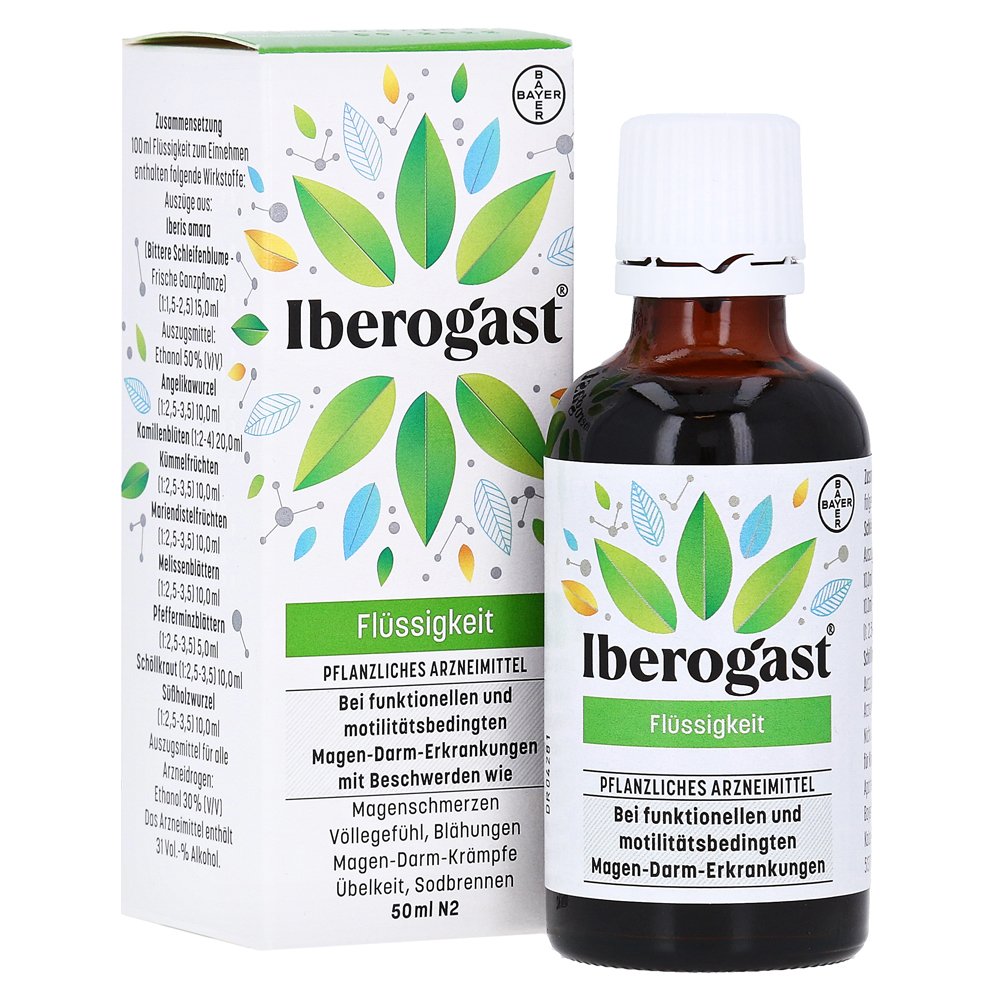 Zusammensetzung
100 ml Flüssigkeit zum Einnehmen
enthalten folgende Wirkstoffe:
Auszüge aus:
Iberis amara
(Bittere Schleifenblume -
Frische Ganzpflanze)
(1:1,5-2,5) 15,0 ml
Auszugsmittel:
Ethanol 50 % (V/V)
Angelikawurzel
(1:2,5-3,5) 10,0 ml
Kamillenblüten (1:2-4) 20,0 ml
Kümmelfrüchten
(1:2,5-3,5) 10,0 ml
Mariendistelfrüchten
(1:2,5-3,5) 10,0 ml
Melissenblättern
(1:2,5-3,5) 10,0 ml
Pfefferminzblättern
(1:2,5-3,5) 5,0 ml
Schöllkraut (1:2,5-3,5) 10,0 ml
Süßholzwurzel
(1:2,5-3,5) 10,0 ml
Auszugsmittel für alle
Arzneidrogen:
Ethanol 30 % (V/V)
Das Arzneimittel enthält
31 Vol.-% Alkohol.
BAYER
BAYER
Iberogast®
Flüssigkeit
PFLANZLICHES ARZNEIMITTEL
Bei funktionellen und
motilitätsbedingten
Magen-Darm-Erkrankungen
mit Beschwerden wie
Magenschmerzen
Völlegefühl, Blähungen
Magen-Darm-Krämpfe
Übelkeit, Sodbrennen
50 ml N2
BAYER
BAYER
Iberogast®
Flüssigkeit
PFLANZLICHES ARZNEIMITTEL
Bei funktionellen und
motilitätsbedingten
Magen-Darm-Erkrankungen
DR04281